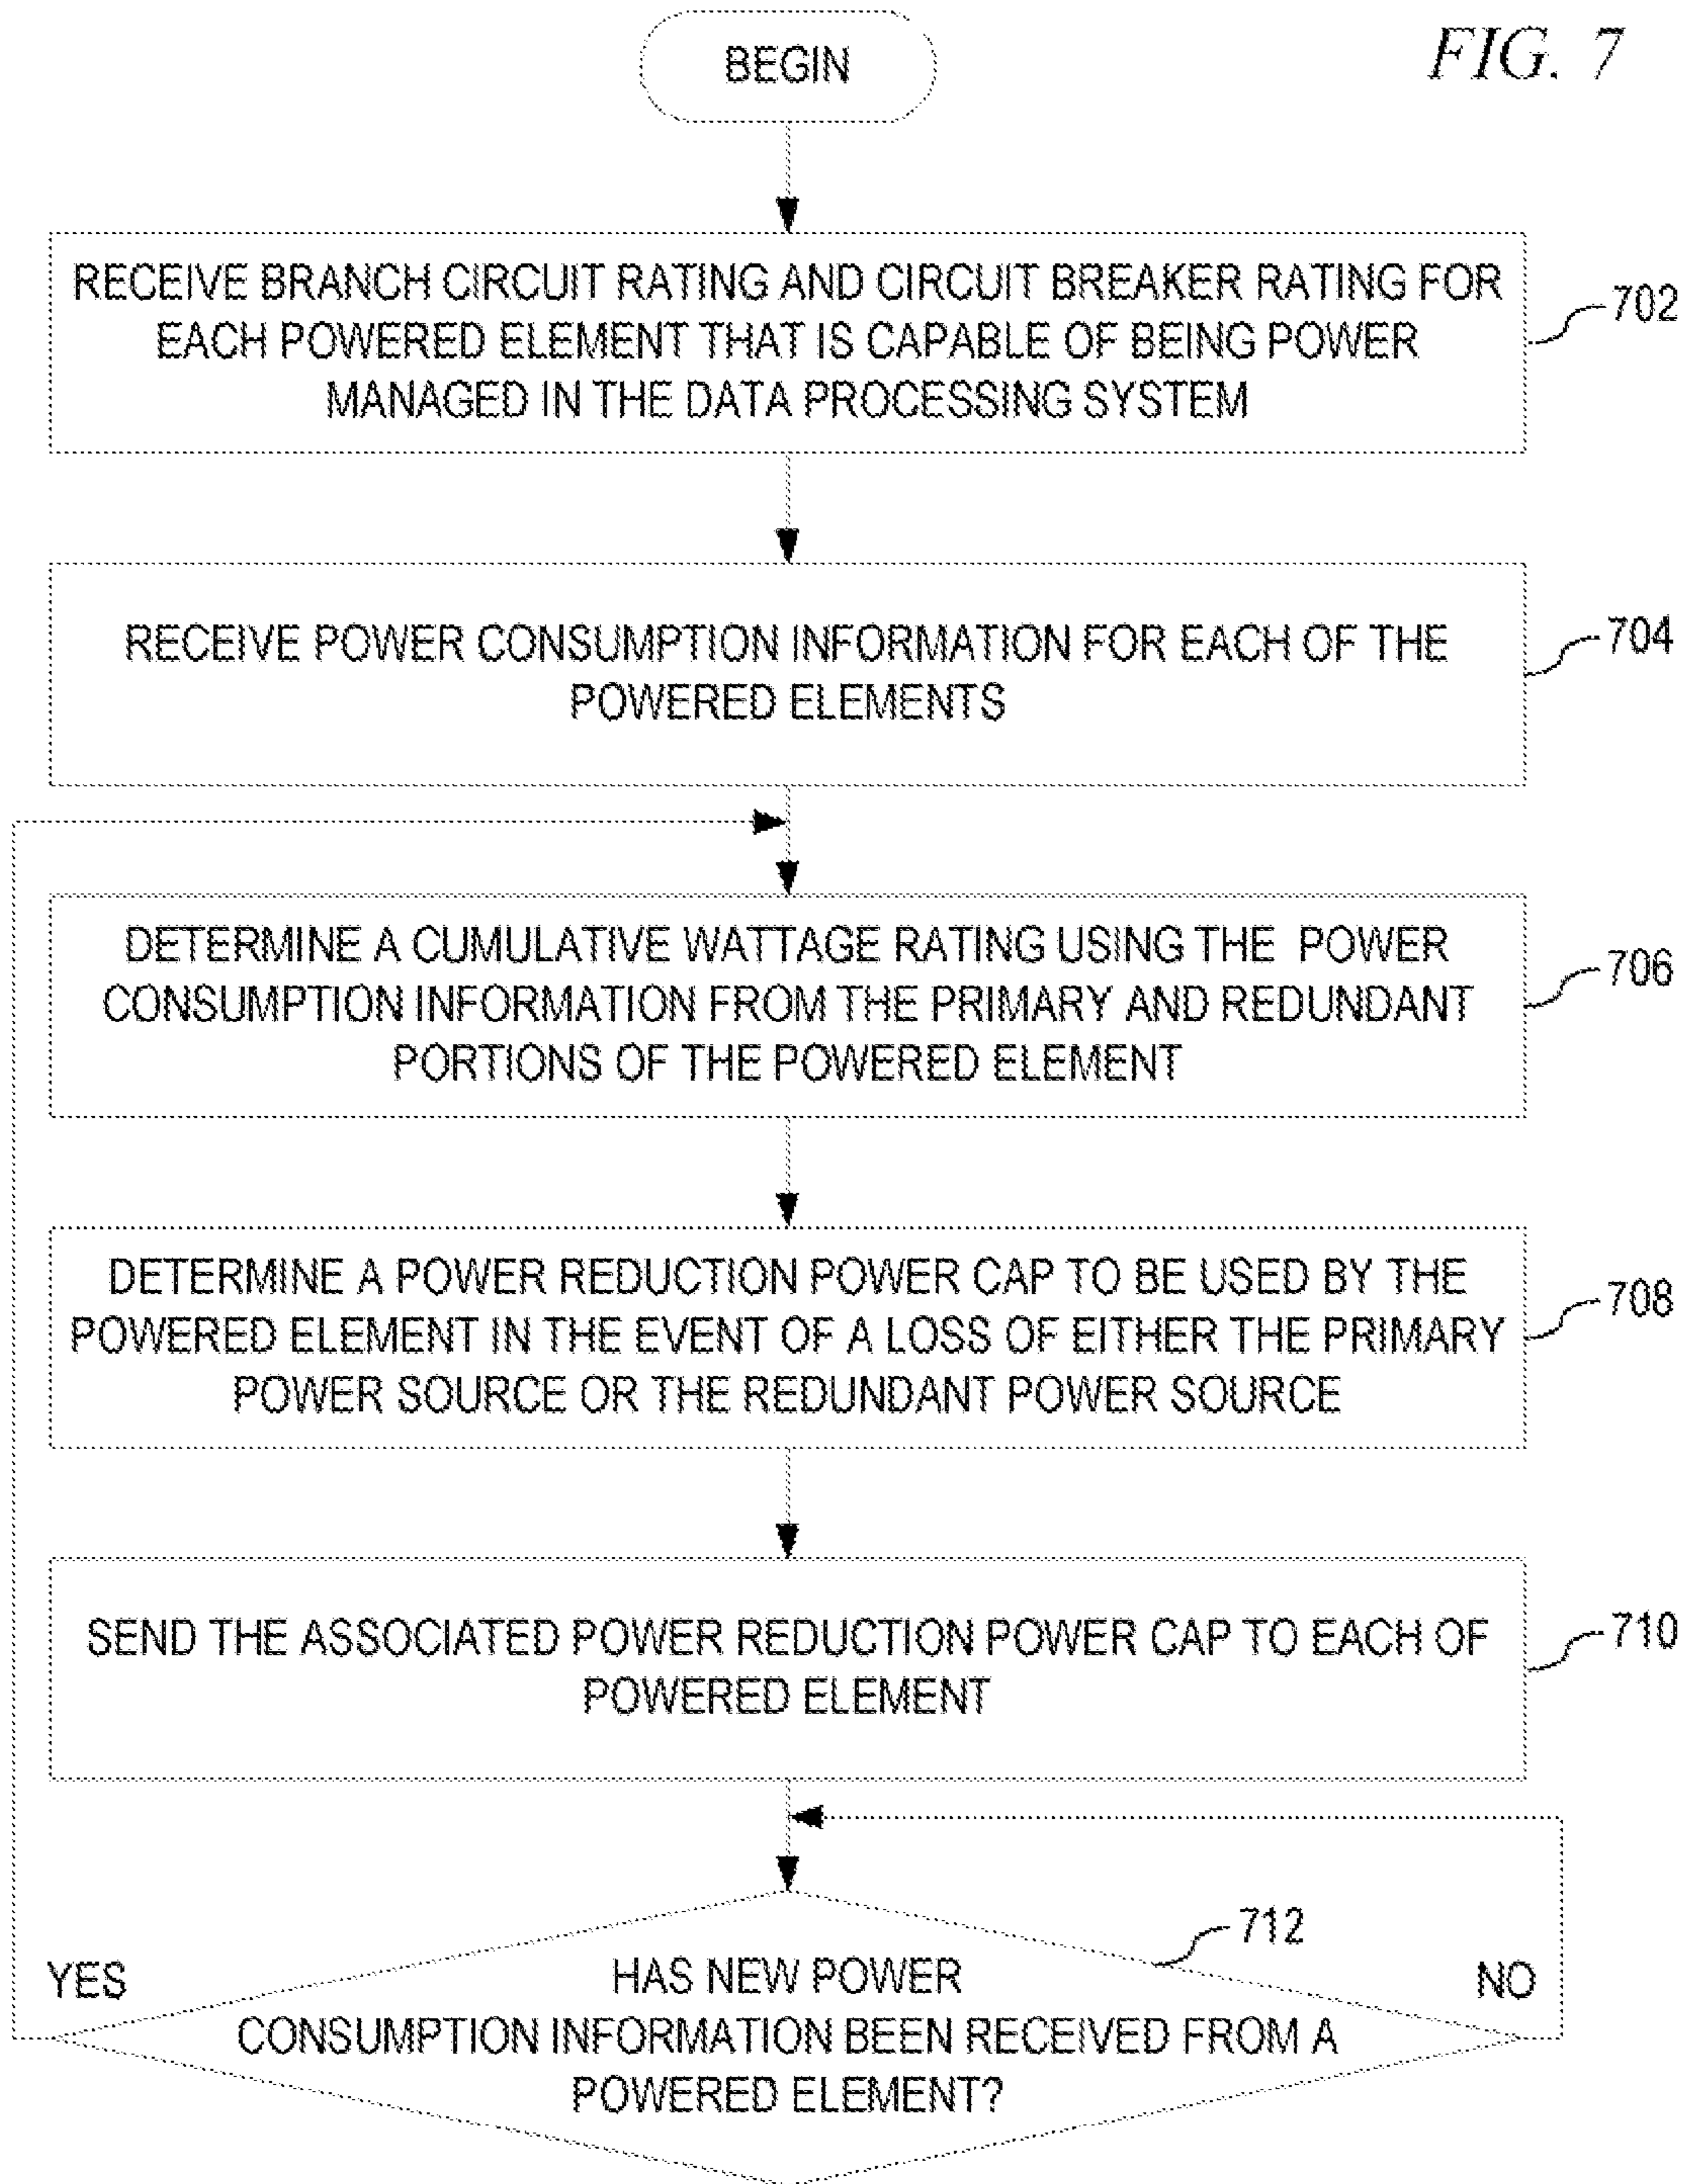 FIG. 7
BEGIN
RECEIVE BRANCH CIRCUIT RATING AND CIRCUIT BREAKER RATING FOR
EACH POWERED ELEMENT THAT IS CAPABLE OF BEING POWER
MANAGED IN THE DATA PROCESSING SYSTEM
702
RECEIVE POWER CONSUMPTION INFORMATION FOR EACH OF THE
POWERED ELEMENTS
704
DETERMINE A CUMULATIVE WATTAGE RATING USING THE POWER
CONSUMPTION INFORMATION FROM THE PRIMARY AND REDUNDANT
PORTIONS OF THE POWERED ELEMENT
706
DETERMINE A POWER REDUCTION POWER CAP TO BE USED BY THE
POWERED ELEMENT IN THE EVENT OF A LOSS OF EITHER THE PRIMARY
POWER SOURCE OR THE REDUNDANT POWER SOURCE
708
SEND THE ASSOCIATED POWER REDUCTION POWER CAP TO EACH OF
POWERED ELEMENT
710
712
YES
HAS NEW POWER
CONSUMPTION INFORMATION BEEN RECEIVED FROM A
POWERED ELEMENT?
NO